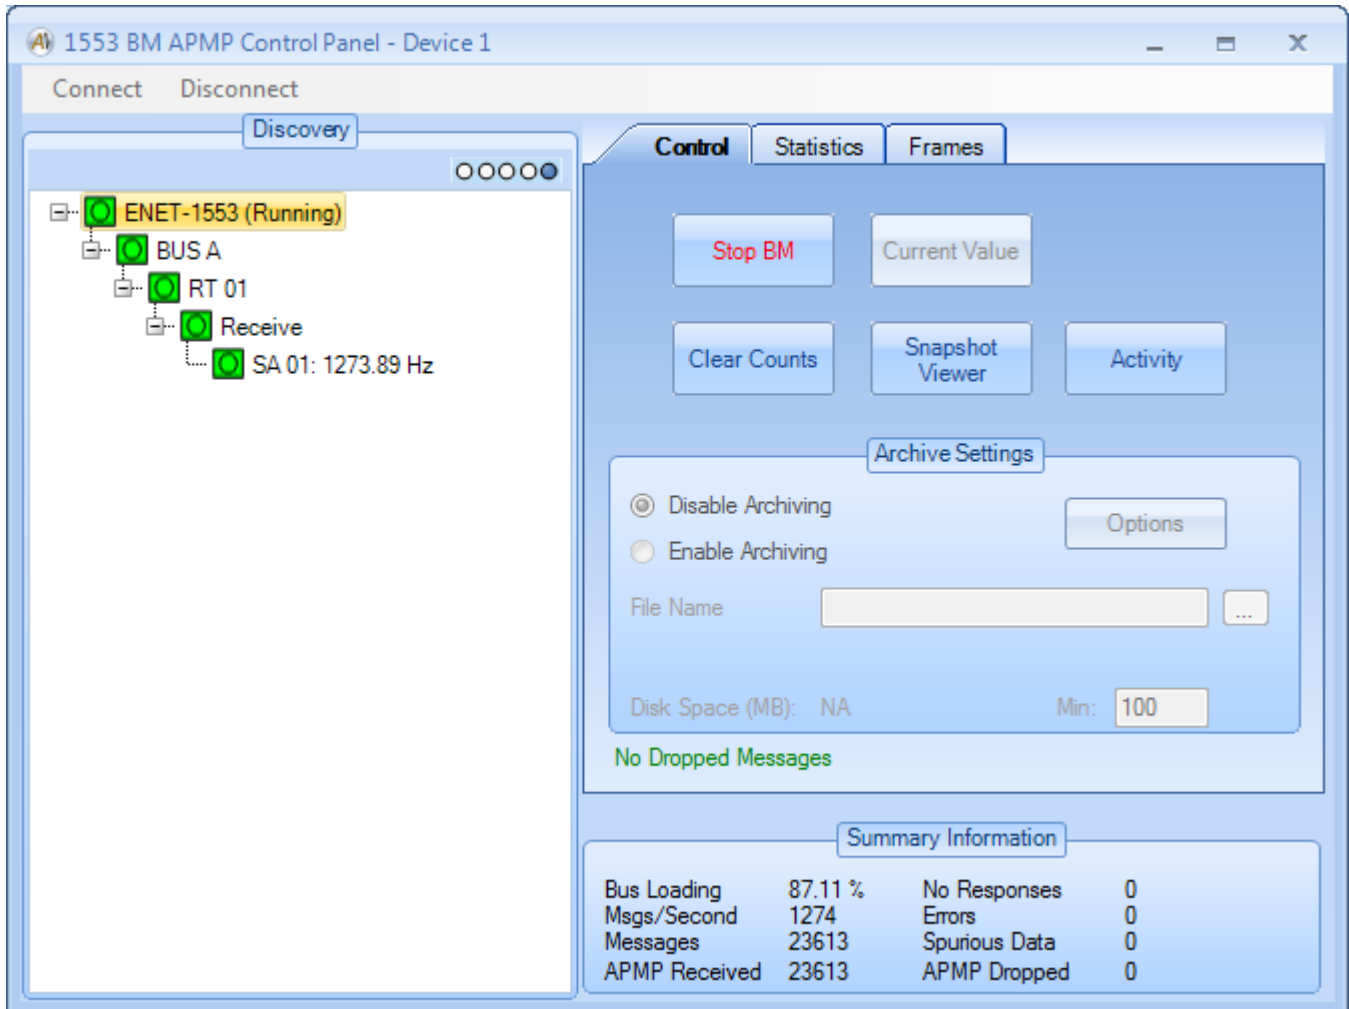 1553 BM APMP Control Panel - Device 1
Connect Disconnect
Discovery
ENET-1553 (Running)
BUS A
RT 01
Receive
SA 01: 1273.89 Hz
Control Statistics Frames
Stop BM Current Value
Clear Counts Snapshot Viewer Activity
Archive Settings
Disable Archiving
Options
Enable Archiving
File Name ...
Disk Space (MB): NA Min: 100
No Dropped Messages
Summary Information
Bus Loading 87.11 % No Responses 0
Msgs/Second 1274 Errors 0
Messages 23613 Spurious Data 0
APMP Received 23613 APMP Dropped 0